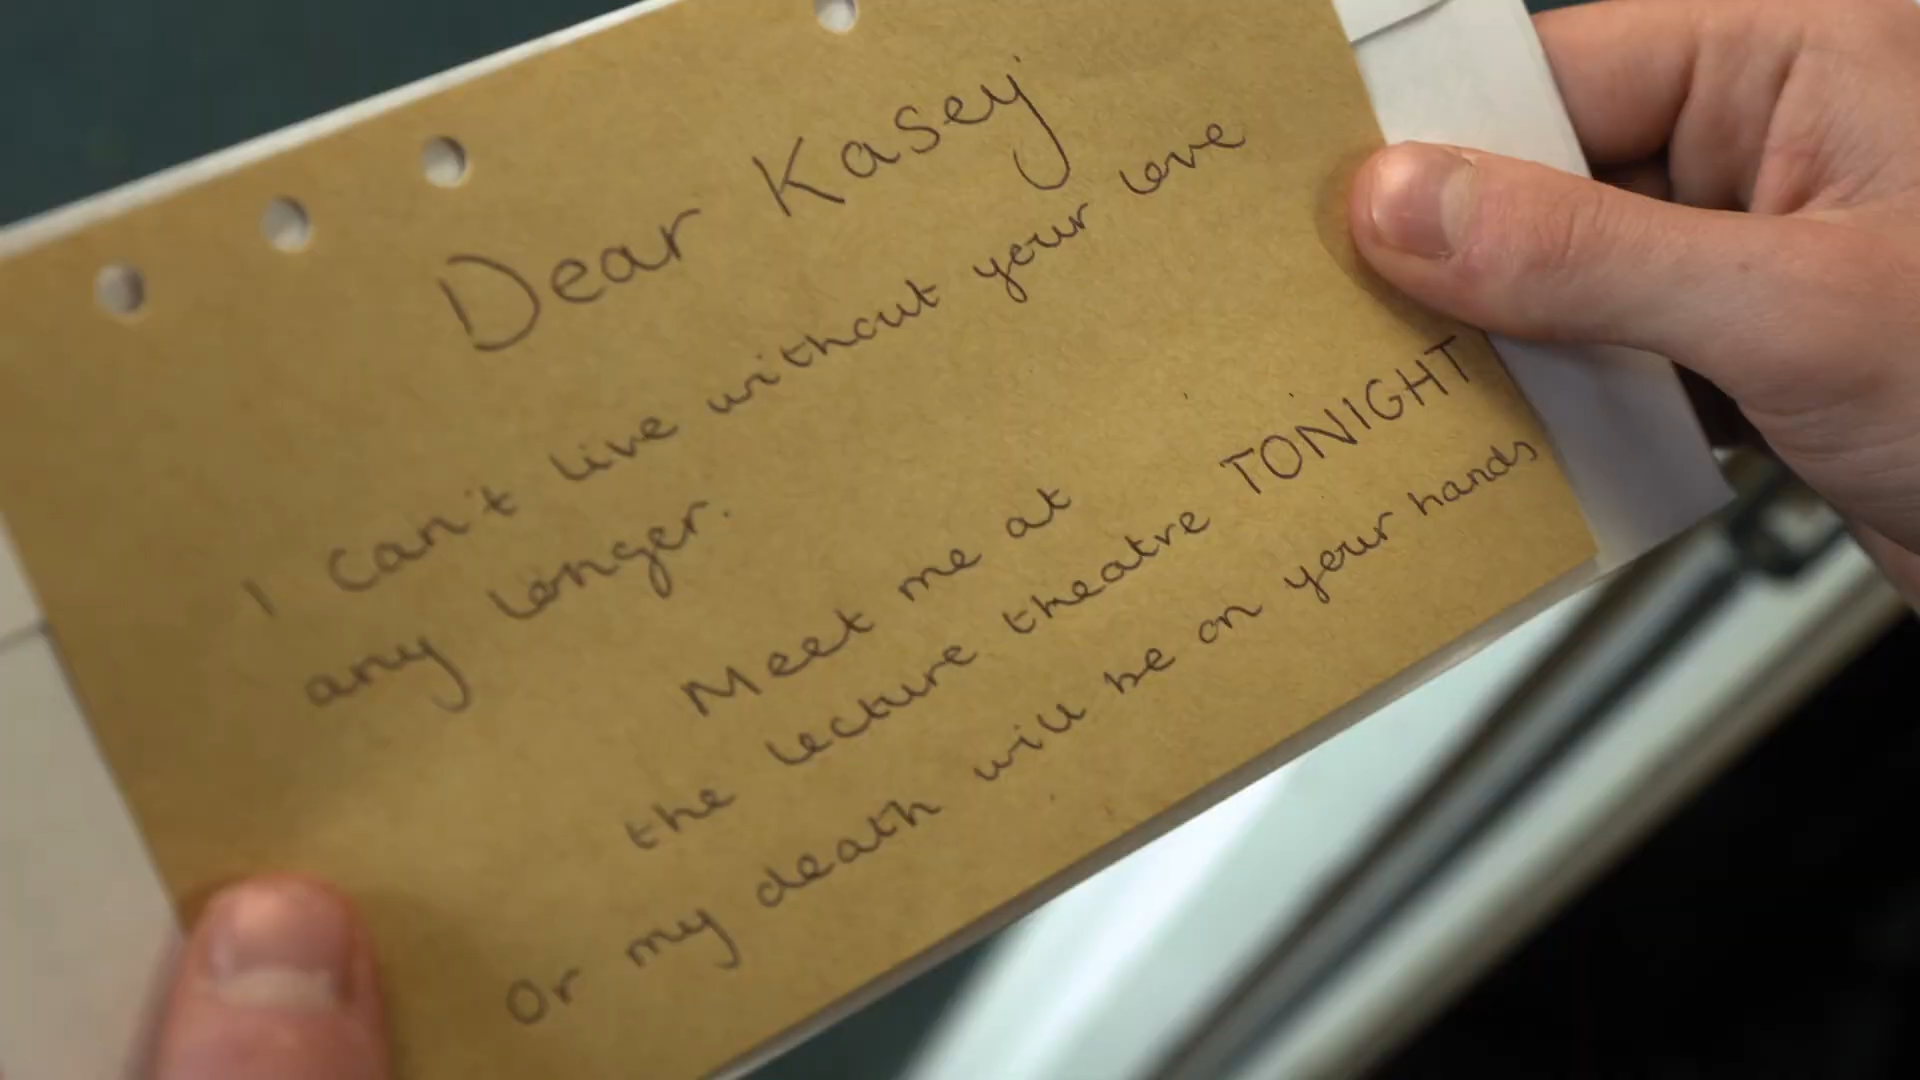 Dear Kasey
I can't live without your love
any longer.
Meet me at
the lecture theatre TONIGHT
Or my death will be on your hands